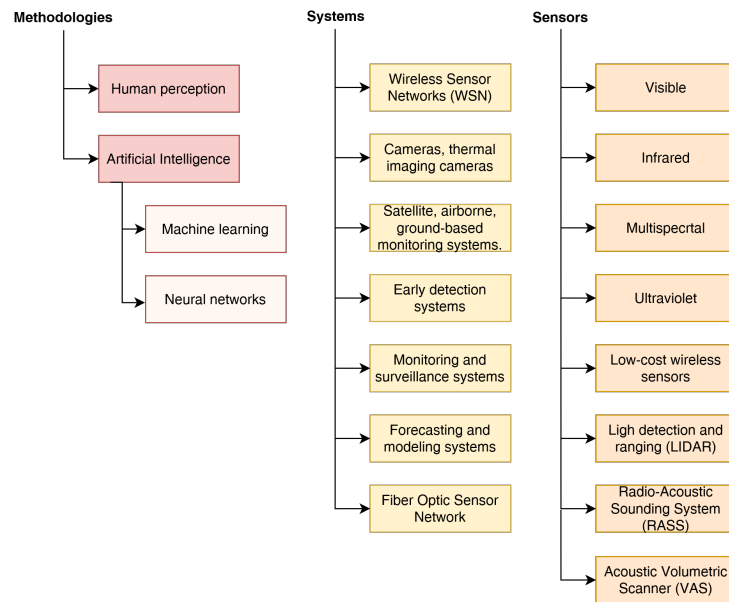 Methodologies
Human perception
Artificial Intelligence
Machine learning
Neural networks
Systems
Wireless Sensor
Networks (WSN)
Cameras, thermal
imaging cameras
Satellite, airborne,
ground-based
monitoring systems.
Early detection
systems
Monitoring and
surveillance systems
Forecasting and
modeling systems
Fiber Optic Sensor
Network
Sensors
Visible
Infrared
Multispecrtal
Ultraviolet
Low-cost wireless
sensors
Ligh detection and
ranging (LIDAR)
Radio-Acoustic
Sounding System
(RASS)
Acoustic Volumetric
Scanner (VAS)